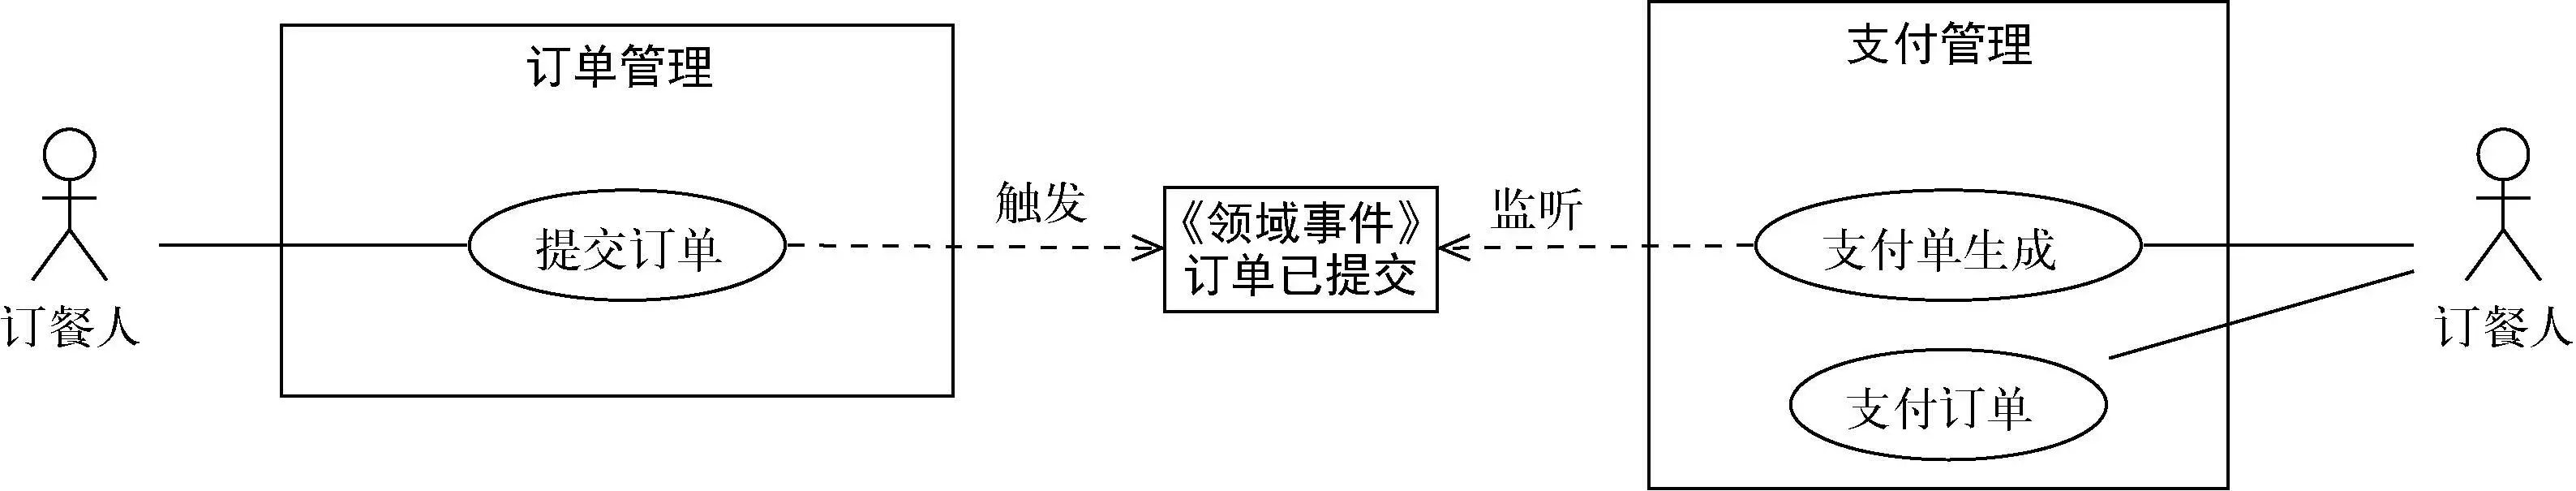 订单管理
支付管理
触发
监听
《领域事件》
订单已提交
提交订单
支付单生成
订餐人
订餐人
支付订单